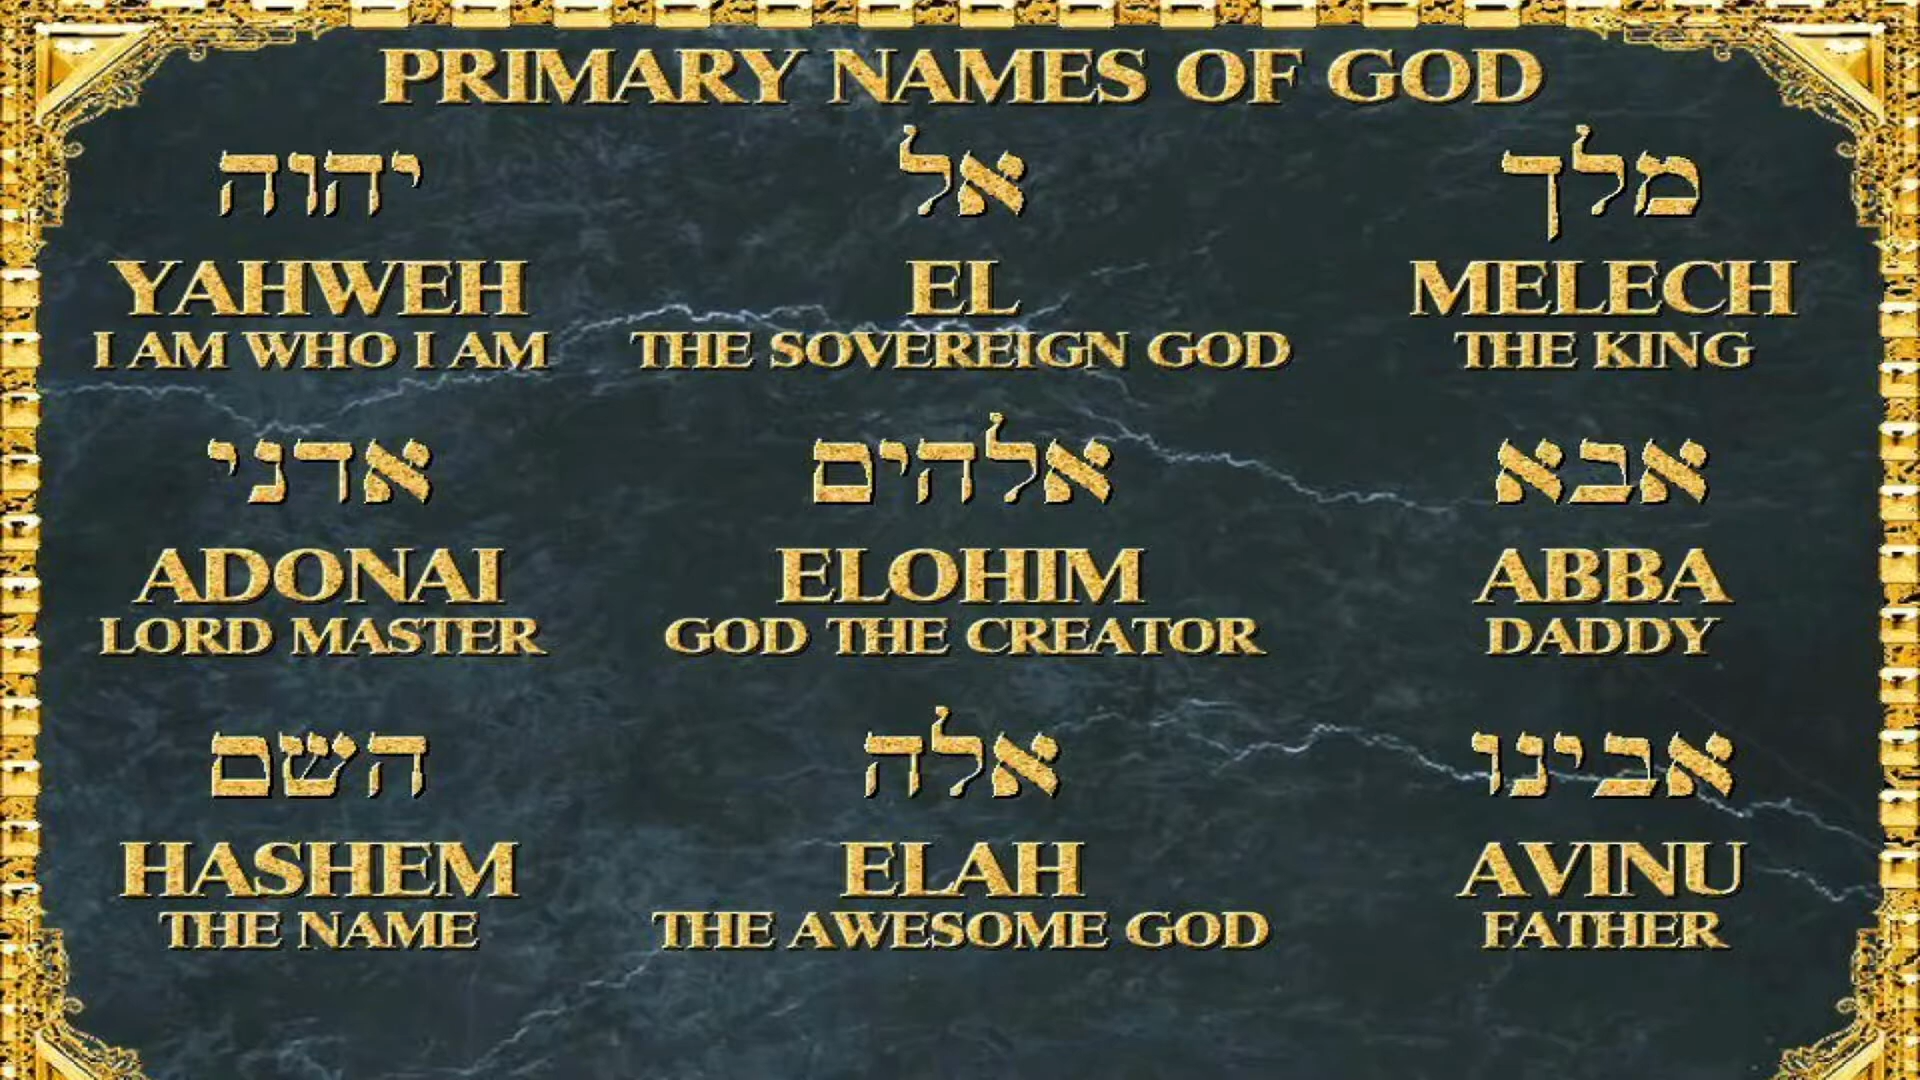 PRIMARY NAMES OF GOD
יהוה
YAHWEH
I AM WHO I AM
אל
EL
THE SOVEREIGN GOD
מלך
MELECH
THE KING
אדני
ADONAI
LORD MASTER
אלהים
ELOHIM
GOD THE CREATOR
אבא
ABBA
DADDY
השם
HASHEM
THE NAME
אלה
ELAH
THE AWESOME GOD
אבינו
AVINU
FATHER